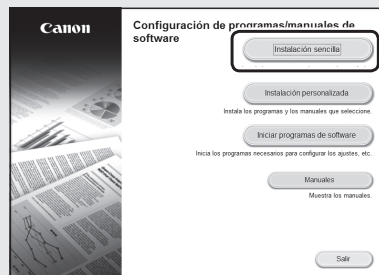 Canon
Configuración de programas/manuales de
software
Instalación sencilla
Instalación personalizada
Instala los programas y los manuales que seleccione.
Iniciar programas de software
Inicia los programas necesarios para configurar los ajustes, etc.
Manuales
Muestra los manuales.
Salir